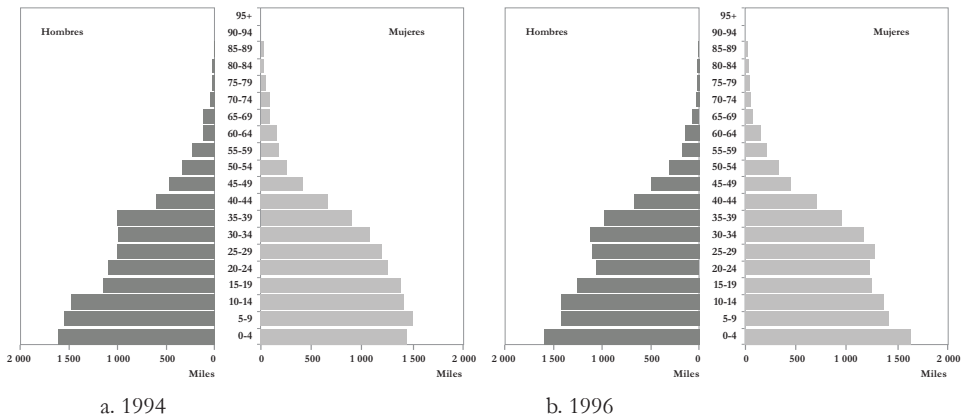 Hombres
Mujeres
95+
90-94
85-89
80-84
75-79
70-74
65-69
60-64
55-59
50-54
45-49
40-44
35-39
30-34
25-29
20-24
15-19
10-14
5-9
0-4
2 000 1 500 1 000 500 0
0 500 1 000 1 500 2 000
Miles
Miles
a. 1994
Hombres
Mujeres
95+
90-94
85-89
80-84
75-79
70-74
65-69
60-64
55-59
50-54
45-49
40-44
35-39
30-34
25-29
20-24
15-19
10-14
5-9
0-4
2 000 1 500 1 000 500 0
0 500 1 000 1 500 2 000
Miles
Miles
b. 1996